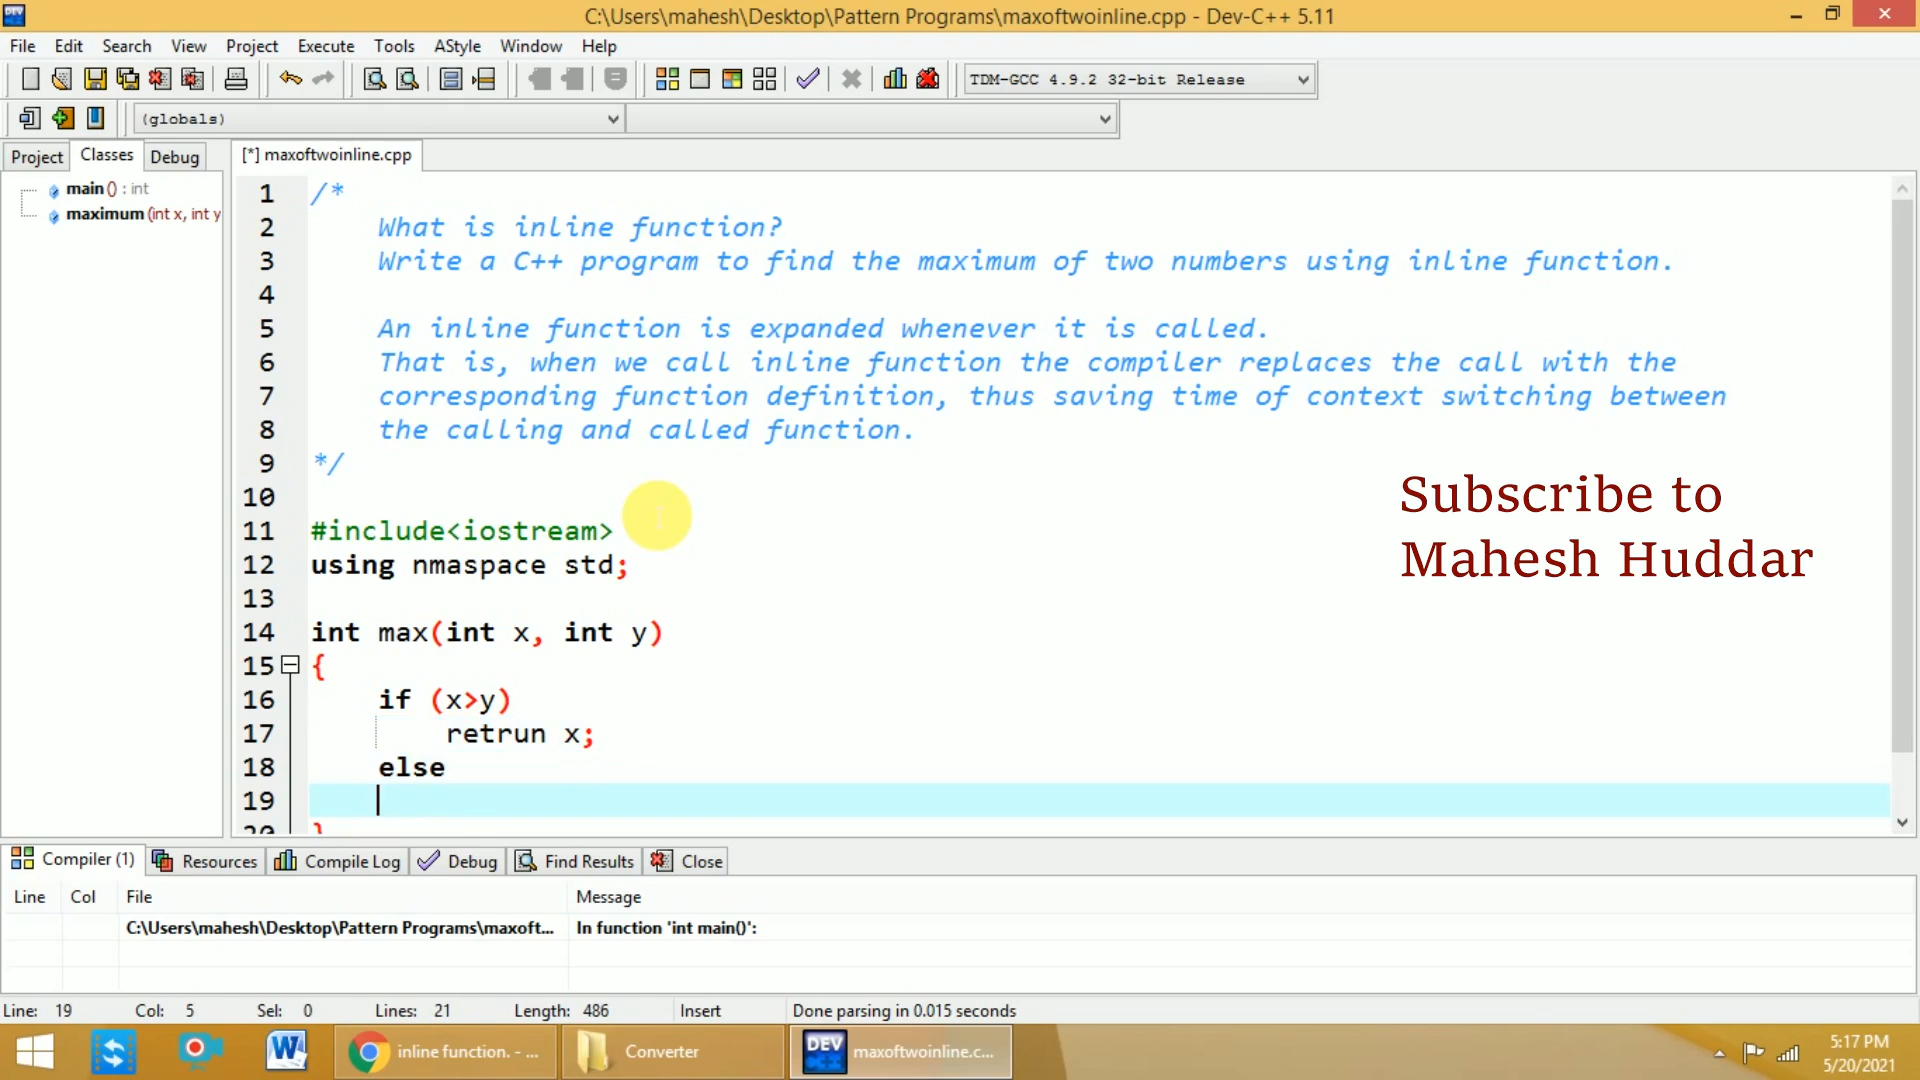 C:\Users\mahesh\Desktop\Pattern Programs\maxoftwoinline.cpp - Dev-C++ 5.11
File Edit Search View Project Execute Tools AStyle Window Help
TDM-GCC 4.9.2 32-bit Release
(globals)
Project Classes Debug [*] maxoftwoinline.cpp
main () : int
maximum (int x, int y
1 /*
2 What is inline function?
3 Write a C++ program to find the maximum of two numbers using inline function.
4
5 An inline function is expanded whenever it is called.
6 That is, when we call inline function the compiler replaces the call with the
7 corresponding function definition, thus saving time of context switching between
8 the calling and called function.
9 */
10
11 #include<iostream>
12 using nmaspace std;
13
14 int max(int x, int y)
15 {
16 if (x>y)
17 retrun x;
18 else
19
20 }
Subscribe to
Mahesh Huddar
Compiler (1) Resources Compile Log Debug Find Results Close
Line Col File Message
C:\Users\mahesh\Desktop\Pattern Programs\maxoft... In function 'int main()':
Line: 19 Col: 5 Sel: 0 Lines: 21 Length: 486 Insert Done parsing in 0.015 seconds
inline function. - ... Converter DEV maxoftwoinline.c...
5:17 PM
5/20/2021